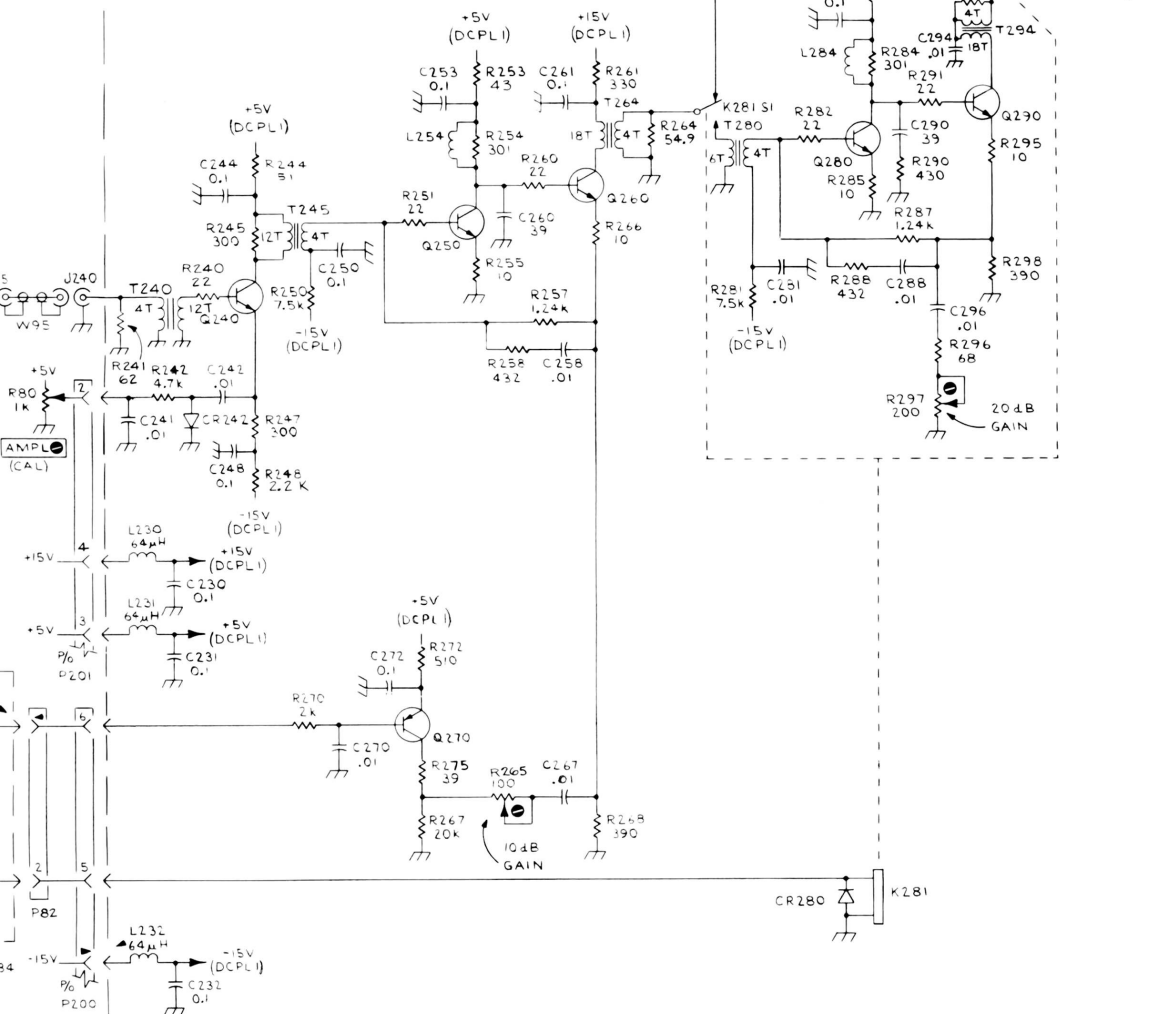 +5V
(DCPL1)
+15V
(DCPL1)
0.1
4T
T294
C294
.01
18T
L284
R284
301
R291
22
Q290
C253
0.1
R253
43
C261
0.1
R261
330
T264
18T
4T
R264
54.9
K281 S1
T280
6T
4T
R282
22
Q280
C290
39
R290
430
R285
10
R295
10
R287
1.24k
+5V
(DCPL1)
L254
R254
301
R260
22
Q260
C244
0.1
R244
51
T245
R245
300
12T
4T
R251
22
Q250
C260
39
R266
10
C250
0.1
R255
10
R250
7.5k
-15V
(DCPL1)
R257
1.24k
R258
432
C258
.01
R281
7.5k
C281
.01
R288
432
C288
.01
R298
390
-15V
(DCPL1)
C296
.01
R296
68
R297
200
20dB
GAIN
5
J240
W95
T240
4T
12T
R240
22
Q240
R241
62
R242
4.7k
C242
.01
+5V
R80
1k
2
C241
.01
CR242
R247
300
AMPL
(CAL)
C248
0.1
R248
2.2K
-15V
(DCPL1)
L230
64µH
+15V
4
+15V
(DCPL1)
C230
0.1
L231
64µH
+5V
3
+5V
(DCPL1)
P/O
P201
C231
0.1
+5V
(DCPL1)
C272
0.1
R272
510
6
R270
2k
C270
.01
Q270
R275
39
R265
100
C267
.01
R267
20k
10dB
GAIN
R268
390
2
5
P82
CR280
K281
L232
64µH
84
-15V
-15V
(DCPL1)
P/O
P200
C232
0.1